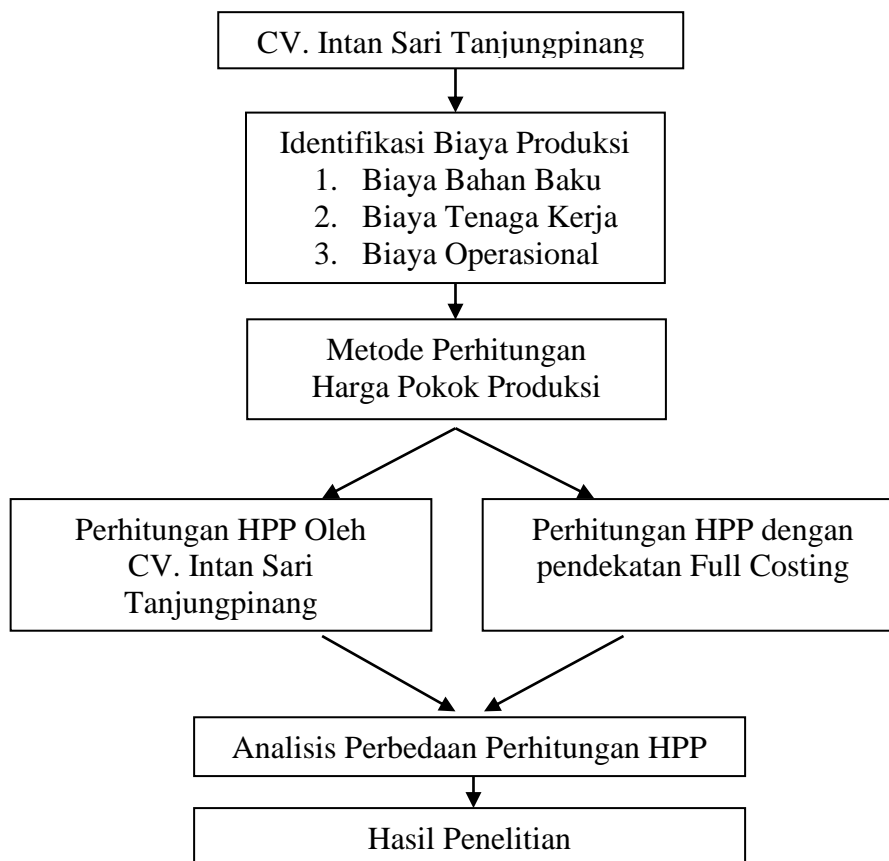 CV. Intan Sari Tanjungpinang
Identifikasi Biaya Produksi
1. Biaya Bahan Baku
2. Biaya Tenaga Kerja
3. Biaya Operasional
Metode Perhitungan
Harga Pokok Produksi
Perhitungan HPP Oleh
CV. Intan Sari
Tanjungpinang
Perhitungan HPP dengan
pendekatan Full Costing
Analisis Perbedaan Perhitungan HPP
Hasil Penelitian